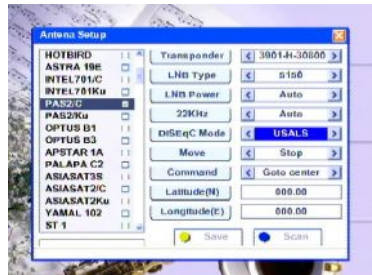 Antena Setup
HOTBIRD
ASTRA 19E
INTEL701/C
INTEL701Ku
PAS2/C
PAS2/Ku
OPTUS B1
OPTUS B3
APSTAR 1A
PALAPA C2
ASIASAT3S
ASIASAT2/C
ASIASAT2Ku
YAMAL 102
ST 1
Transponder 3901-H-30800
LNB Type 5150
LNB Power Auto
22KHz Auto
DISEqC Mode USALS
Move Stop
Command Goto center
Latitude(N) 000.00
Longitude(E) 000.00
Save Scan